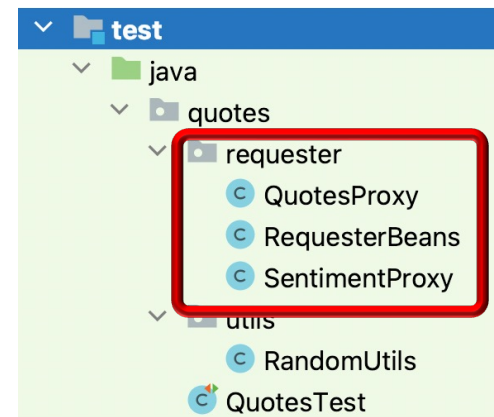 test
java
quotes
requester
QuotesProxy
RequesterBeans
SentimentProxy
utils
RandomUtils
QuotesTest